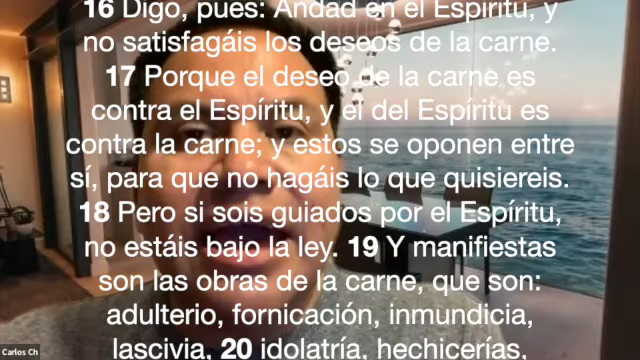 16 Digo, pues: Andad en el Espíritu, y
no satisfagáis los deseos de la carne.
17 Porque el deseo de la carne es
contra el Espíritu, y el del Espíritu es
contra la carne; y estos se oponen entre
sí, para que no hagáis lo que quisiereis.
18 Pero si sois guiados por el Espíritu,
no estáis bajo la ley. 19 Y manifiestas
son las obras de la carne, que son:
adulterio, fornicación, inmundicia,
lascivia, 20 idolatría, hechicerías,
Carlos Ch